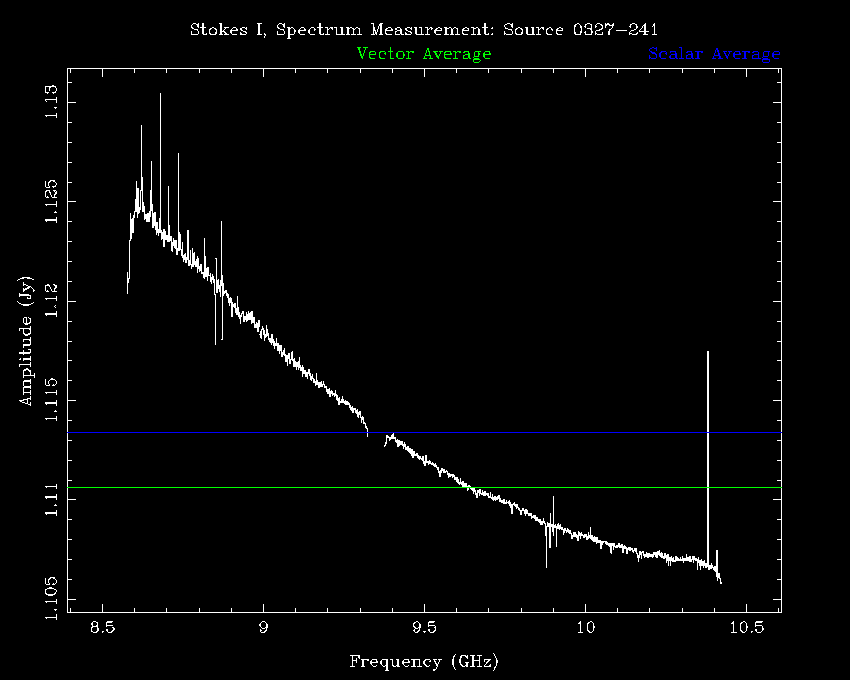 Stokes I, Spectrum Measurement: Source 0327-241
Vector Average Scalar Average
1.13
1.125
1.12
1.115
1.11
1.105
Amplitude (Jy)
8.5 9 9.5 10 10.5
Frequency (GHz)